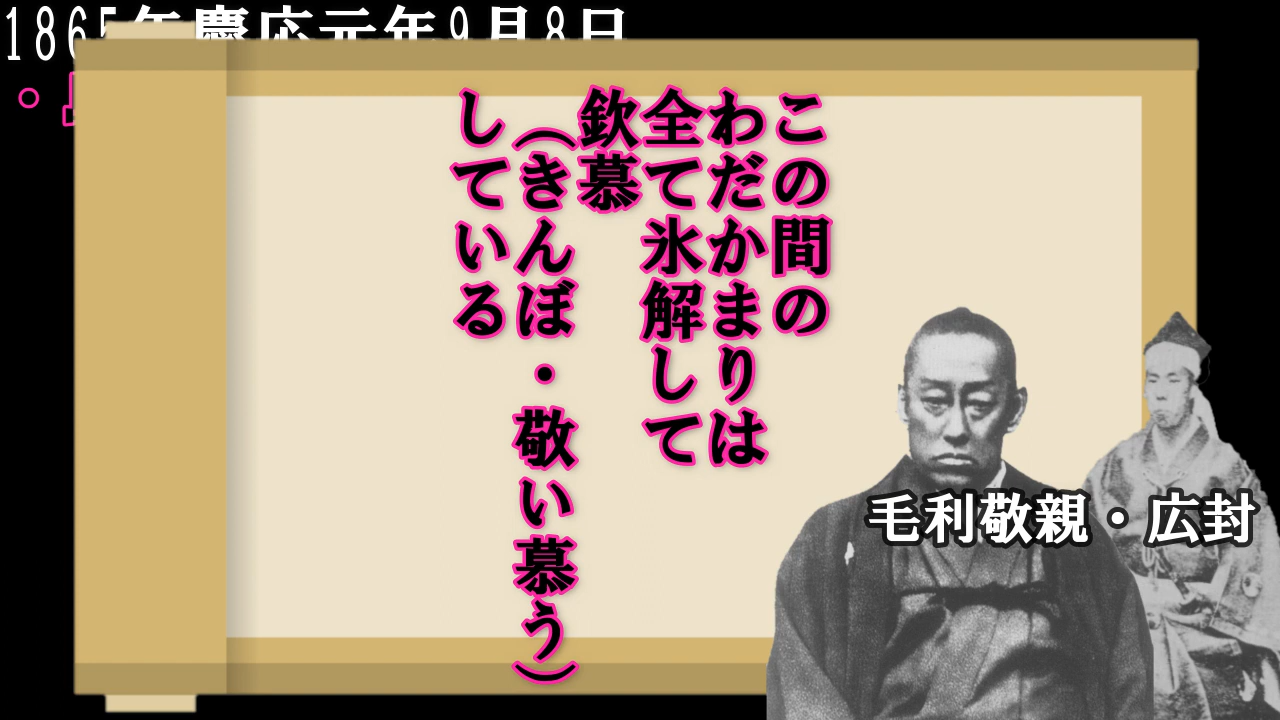 1865年慶応元年9月8日
この間の
わだかまりは
全て氷解して
欽慕
（きんぼ・敬い慕う）
している
毛利敬親・広封